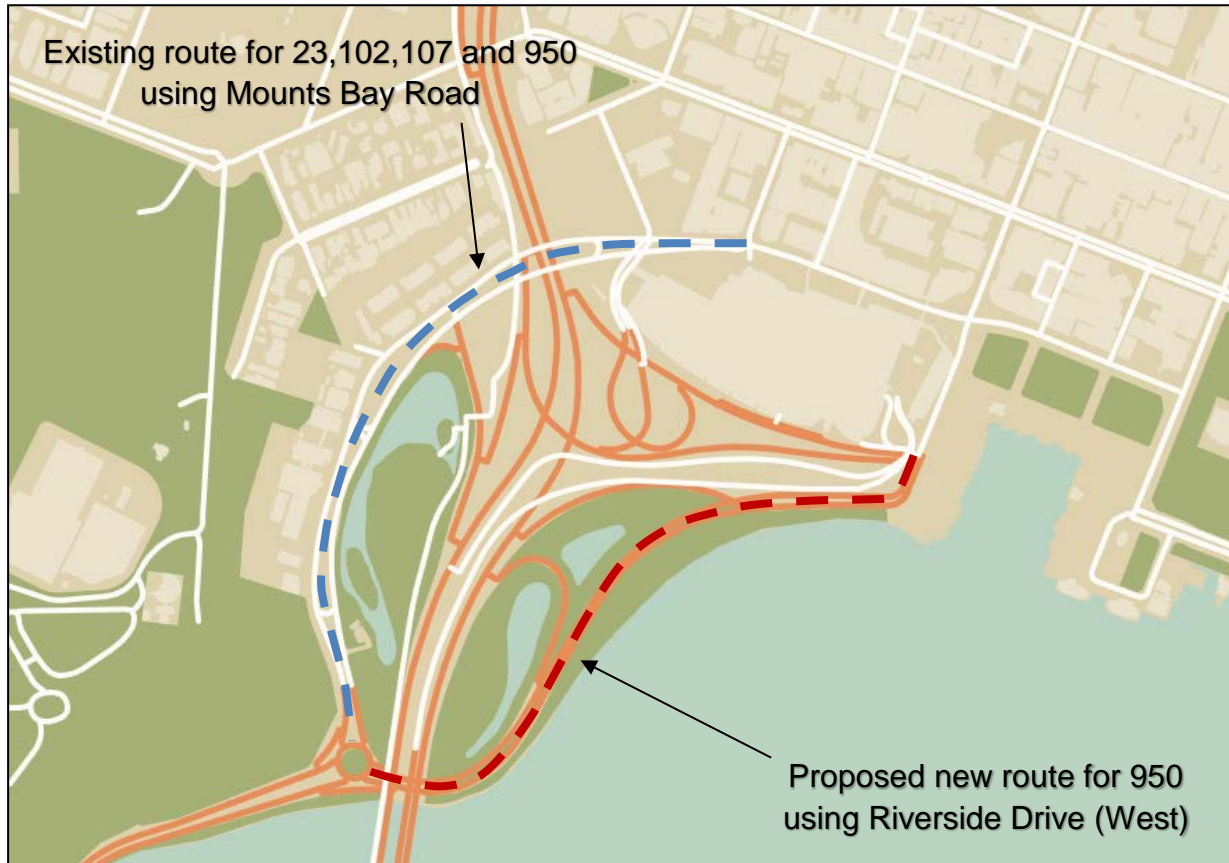 Existing route for 23,102,107 and 950
using Mounts Bay Road
Proposed new route for 950
using Riverside Drive (West)